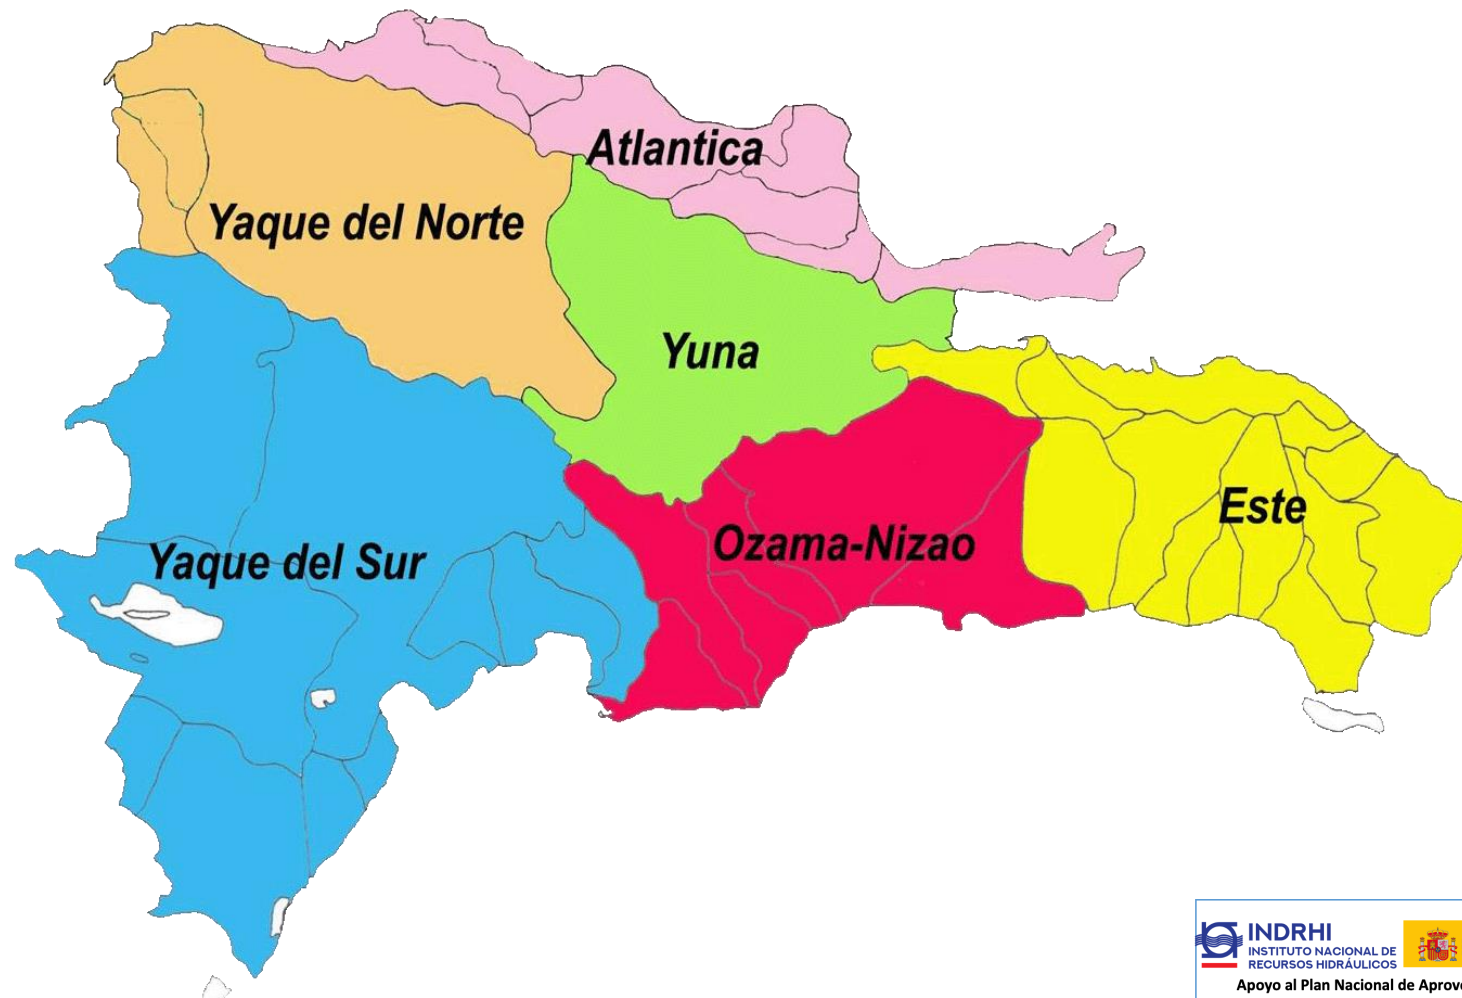 Atlantica
Yaque del Norte
Yuna
Este
Ozama-Nizao
Yaque del Sur
INDRHI
INSTITUTO NACIONAL DE
RECURSOS HIDRÁULICOS
Apoyo al Plan Nacional de